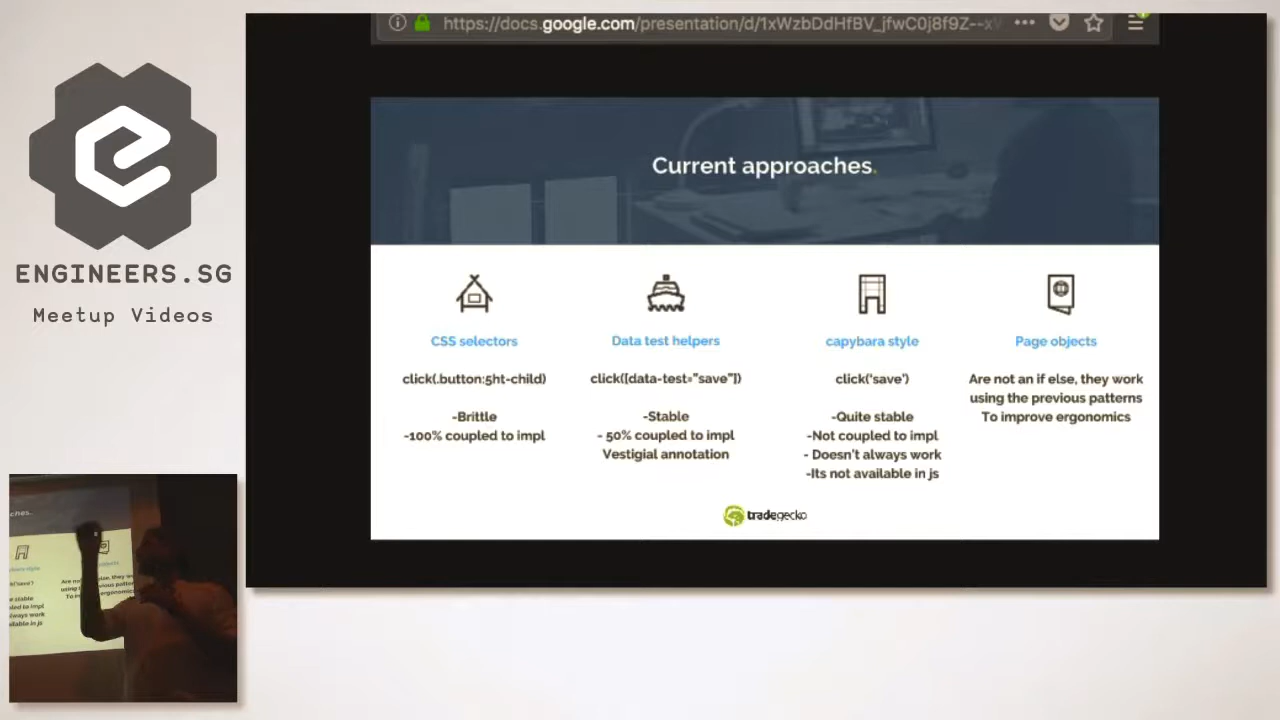 https://docs.google.com/presentation/d/1xWzbDdHfBV_jfwC0j8f9Z--xV
Current approaches.
CSS selectors
click(.button:5ht-child)
-Brittle
-100% coupled to impl
Data test helpers
click([data-test="save"])
-Stable
- 50% coupled to impl
Vestigial annotation
capybara style
click('save')
-Quite stable
-Not coupled to impl
- Doesn't always work
-Its not available in js
Page objects
Are not an if else, they work
using the previous patterns
To improve ergonomics
tradegecko
ENGINEERS.SG
Meetup Videos